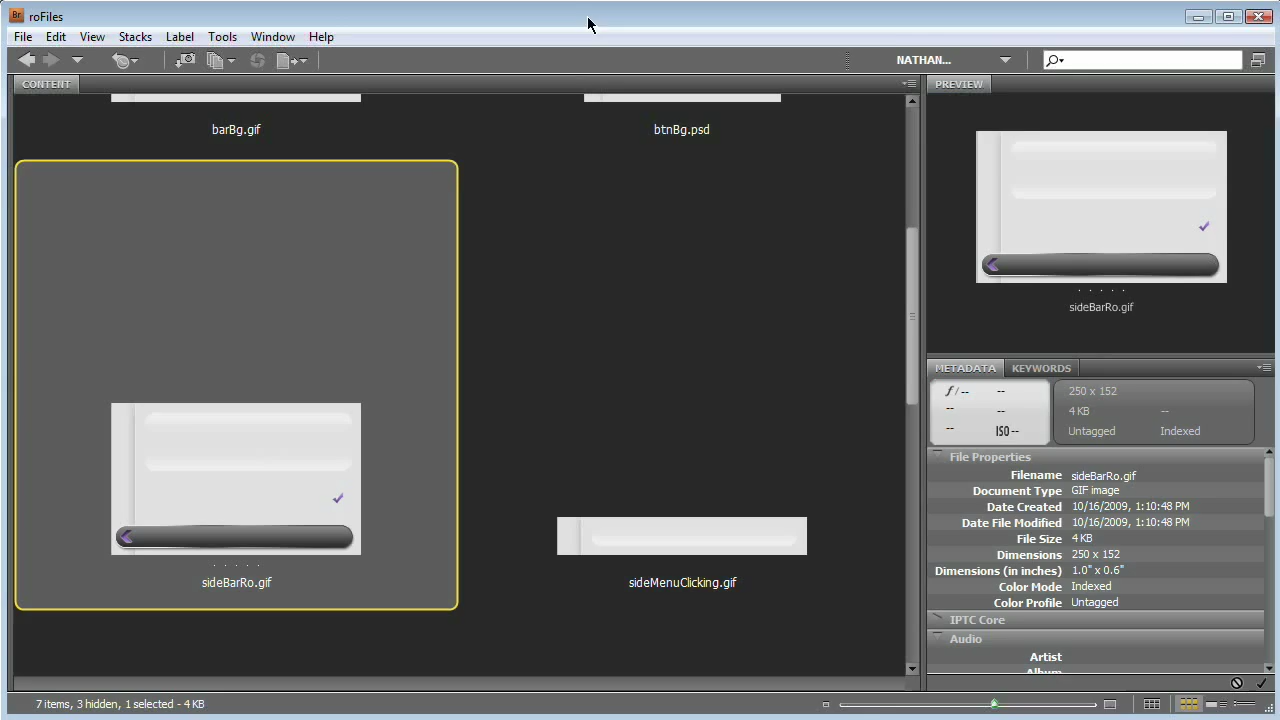 Br roFiles
File Edit View Stacks Label Tools Window Help
NATHAN...
CONTENT
PREVIEW
barBg.gif
btnBg.psd
sideBarRo.gif
METADATA KEYWORDS
f/-- --
250 x 152
-- --
4 KB --
-- ISO --
Untagged Indexed
File Properties
Filename sideBarRo.gif
Document Type GIF image
Date Created 10/16/2009, 1:10:48 PM
Date File Modified 10/16/2009, 1:10:48 PM
File Size 4 KB
Dimensions 250 x 152
Dimensions (in inches) 1.0" x 0.6"
Color Mode Indexed
Color Profile Untagged
IPTC Core
Audio
Artist
Album
sideBarRo.gif
sideMenuClicking.gif
7 items, 3 hidden, 1 selected - 4 KB